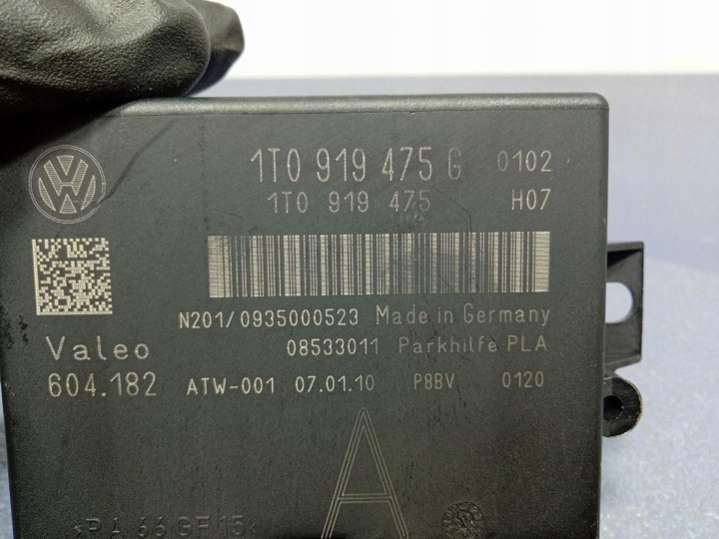 1T0 919 475 G 0102
1T0 919 475 H07
N201/0935000523 Made in Germany
Valeo 08533011 Parkhilfe PLA
604.182 ATW-001 07.01.10 P8BV 0120
A